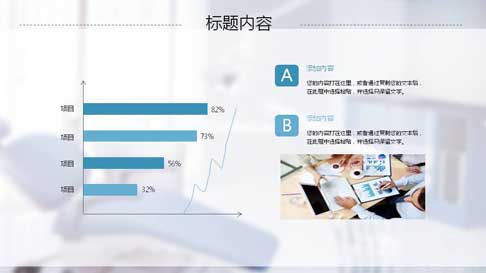 标题内容
项目 82%
项目 73%
项目 56%
项目 32%
A
添加内容
您的内容打在这里，或者通过复制您的文本后，
在此框中选择粘贴，并选择只保留文字。
B
添加内容
您的内容打在这里，或者通过复制您的文本后，
在此框中选择粘贴，并选择只保留文字。